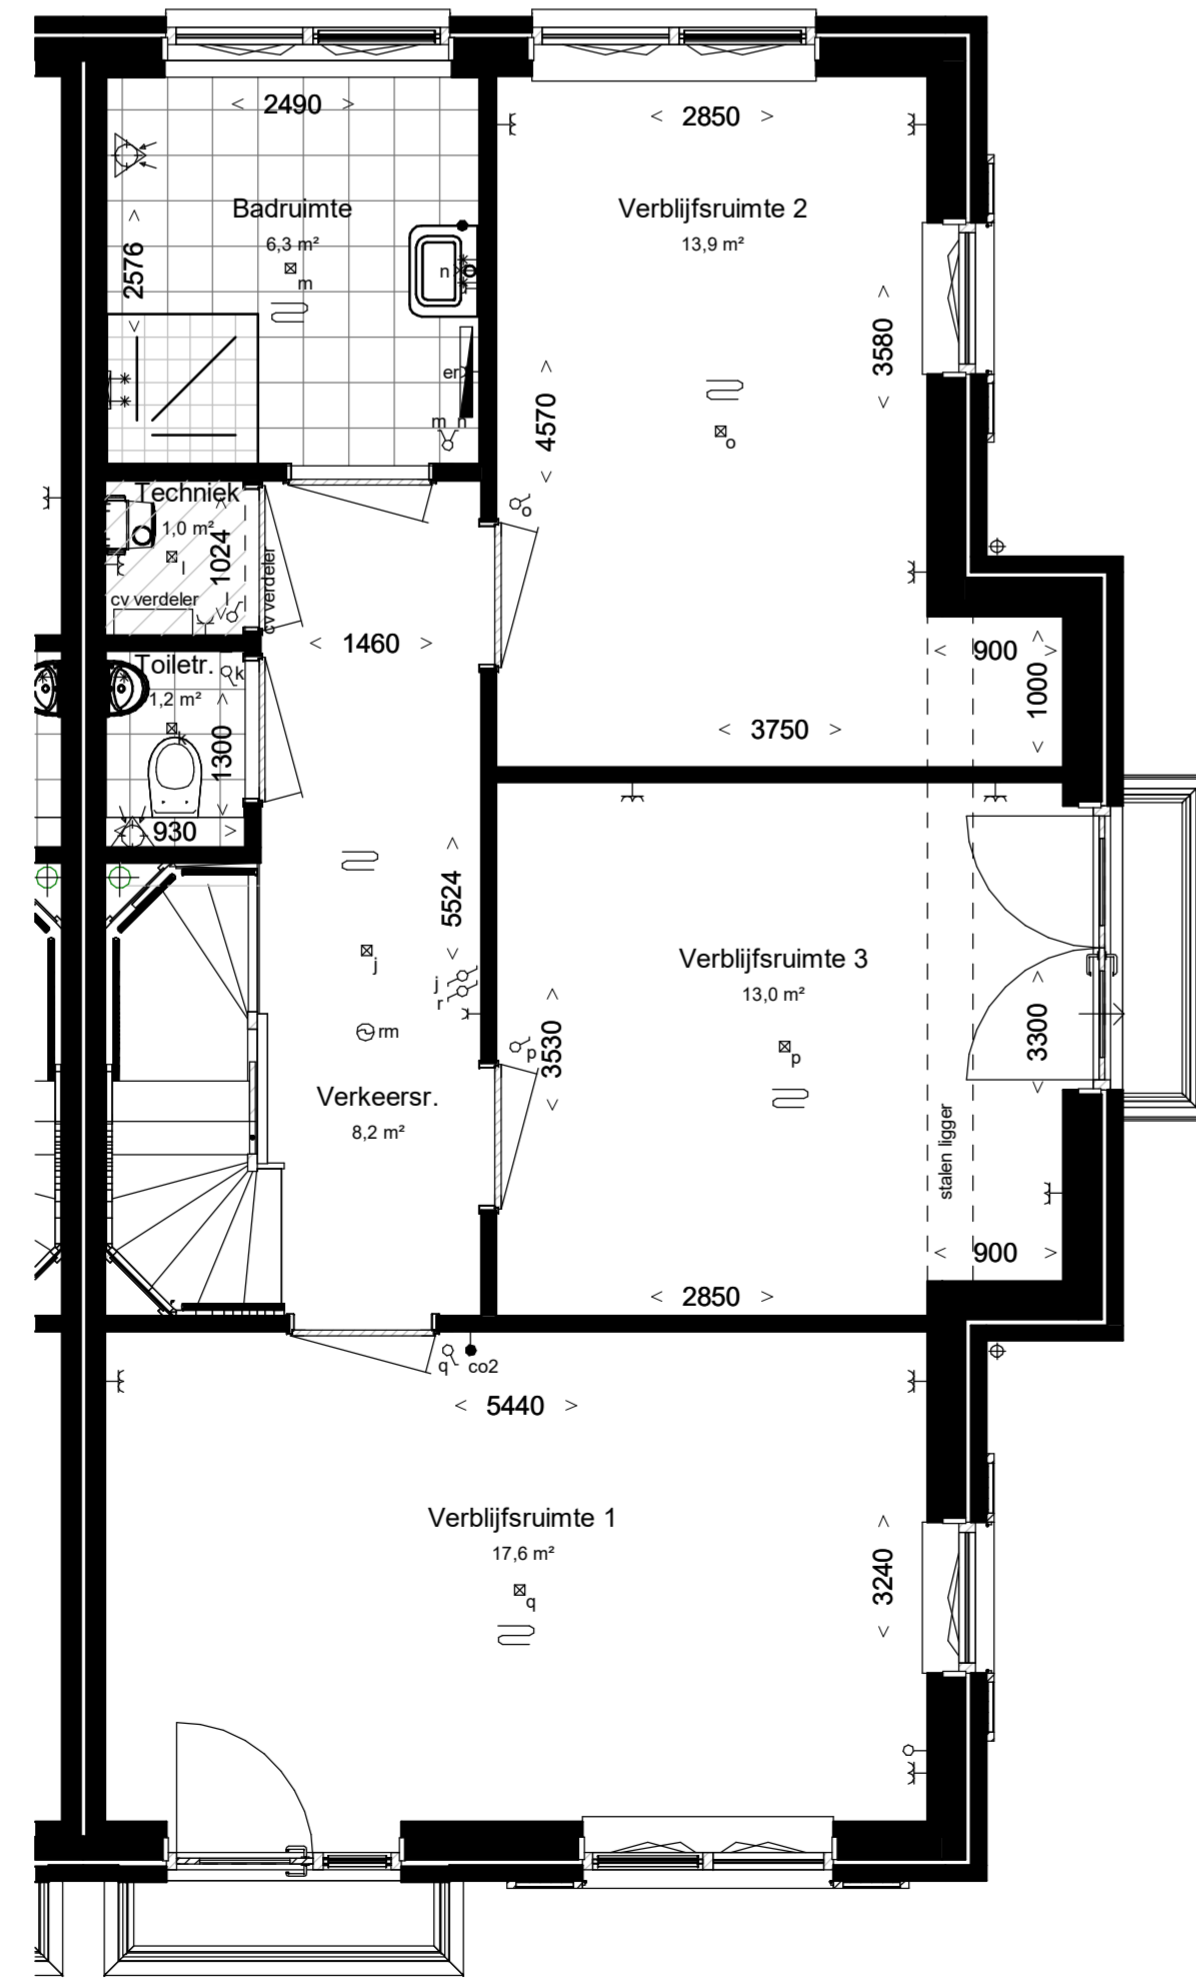 < 2490 >
< 2850 >
Badruimte
6,3 m²
m
< 2576 >
n
er
m n
Verblijfsruimte 2
13,9 m²
< 3580 >
< 4570 >
o
o
Techniek
1,0 m²
l
< 1024 >
cv verdeler
l
cv verdeler
< 1460 >
< 900 >
< 1000 >
Toiletr.
k
1,2 m²
k
< 1300 >
< 3750 >
930 >
< 5524 >
j
j
r
rm
Verkeersr.
8,2 m²
Verblijfsruimte 3
13,0 m²
p
p
< 3530 >
< 3300 >
stalen ligger
< 900 >
< 2850 >
q
co2
< 5440 >
Verblijfsruimte 1
17,6 m²
q
< 3240 >